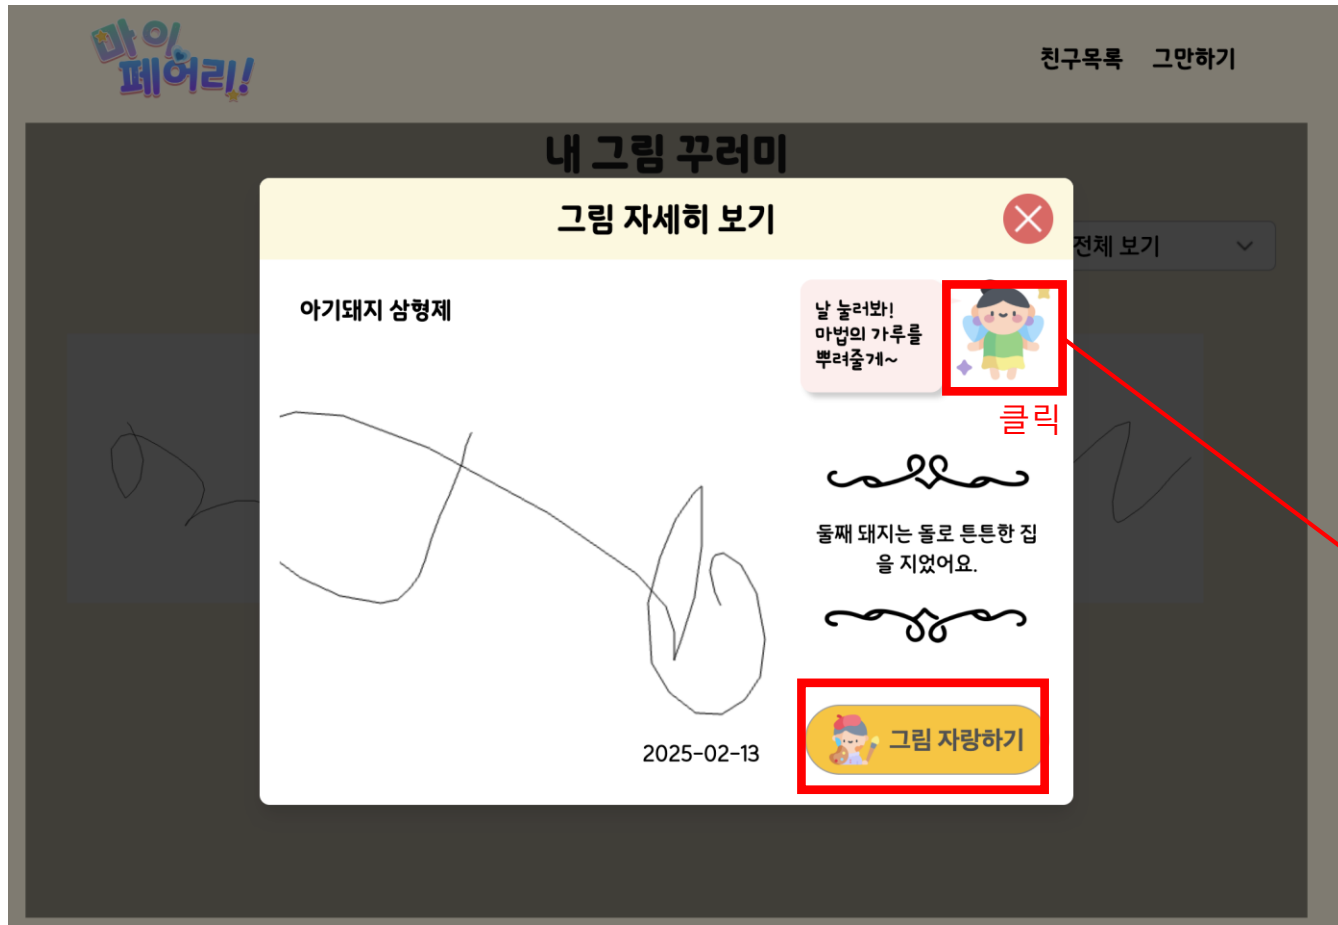 마이
페어리!
친구목록 그만하기
내 그림 꾸러미
그림 자세히 보기
전체 보기
아기돼지 삼형제
날 눌러봐!
마법의 가루를
뿌려줄게~
클릭
둘째 돼지는 돌로 튼튼한 집
을 지었어요.
2025-02-13
그림 자랑하기